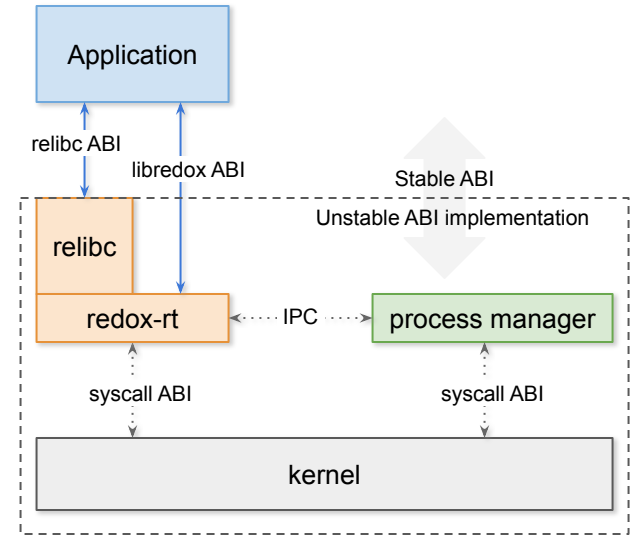 Application
relibc ABI
libredox ABI
Stable ABI
Unstable ABI implementation
relibc
redox-rt
IPC
process manager
syscall ABI
syscall ABI
kernel